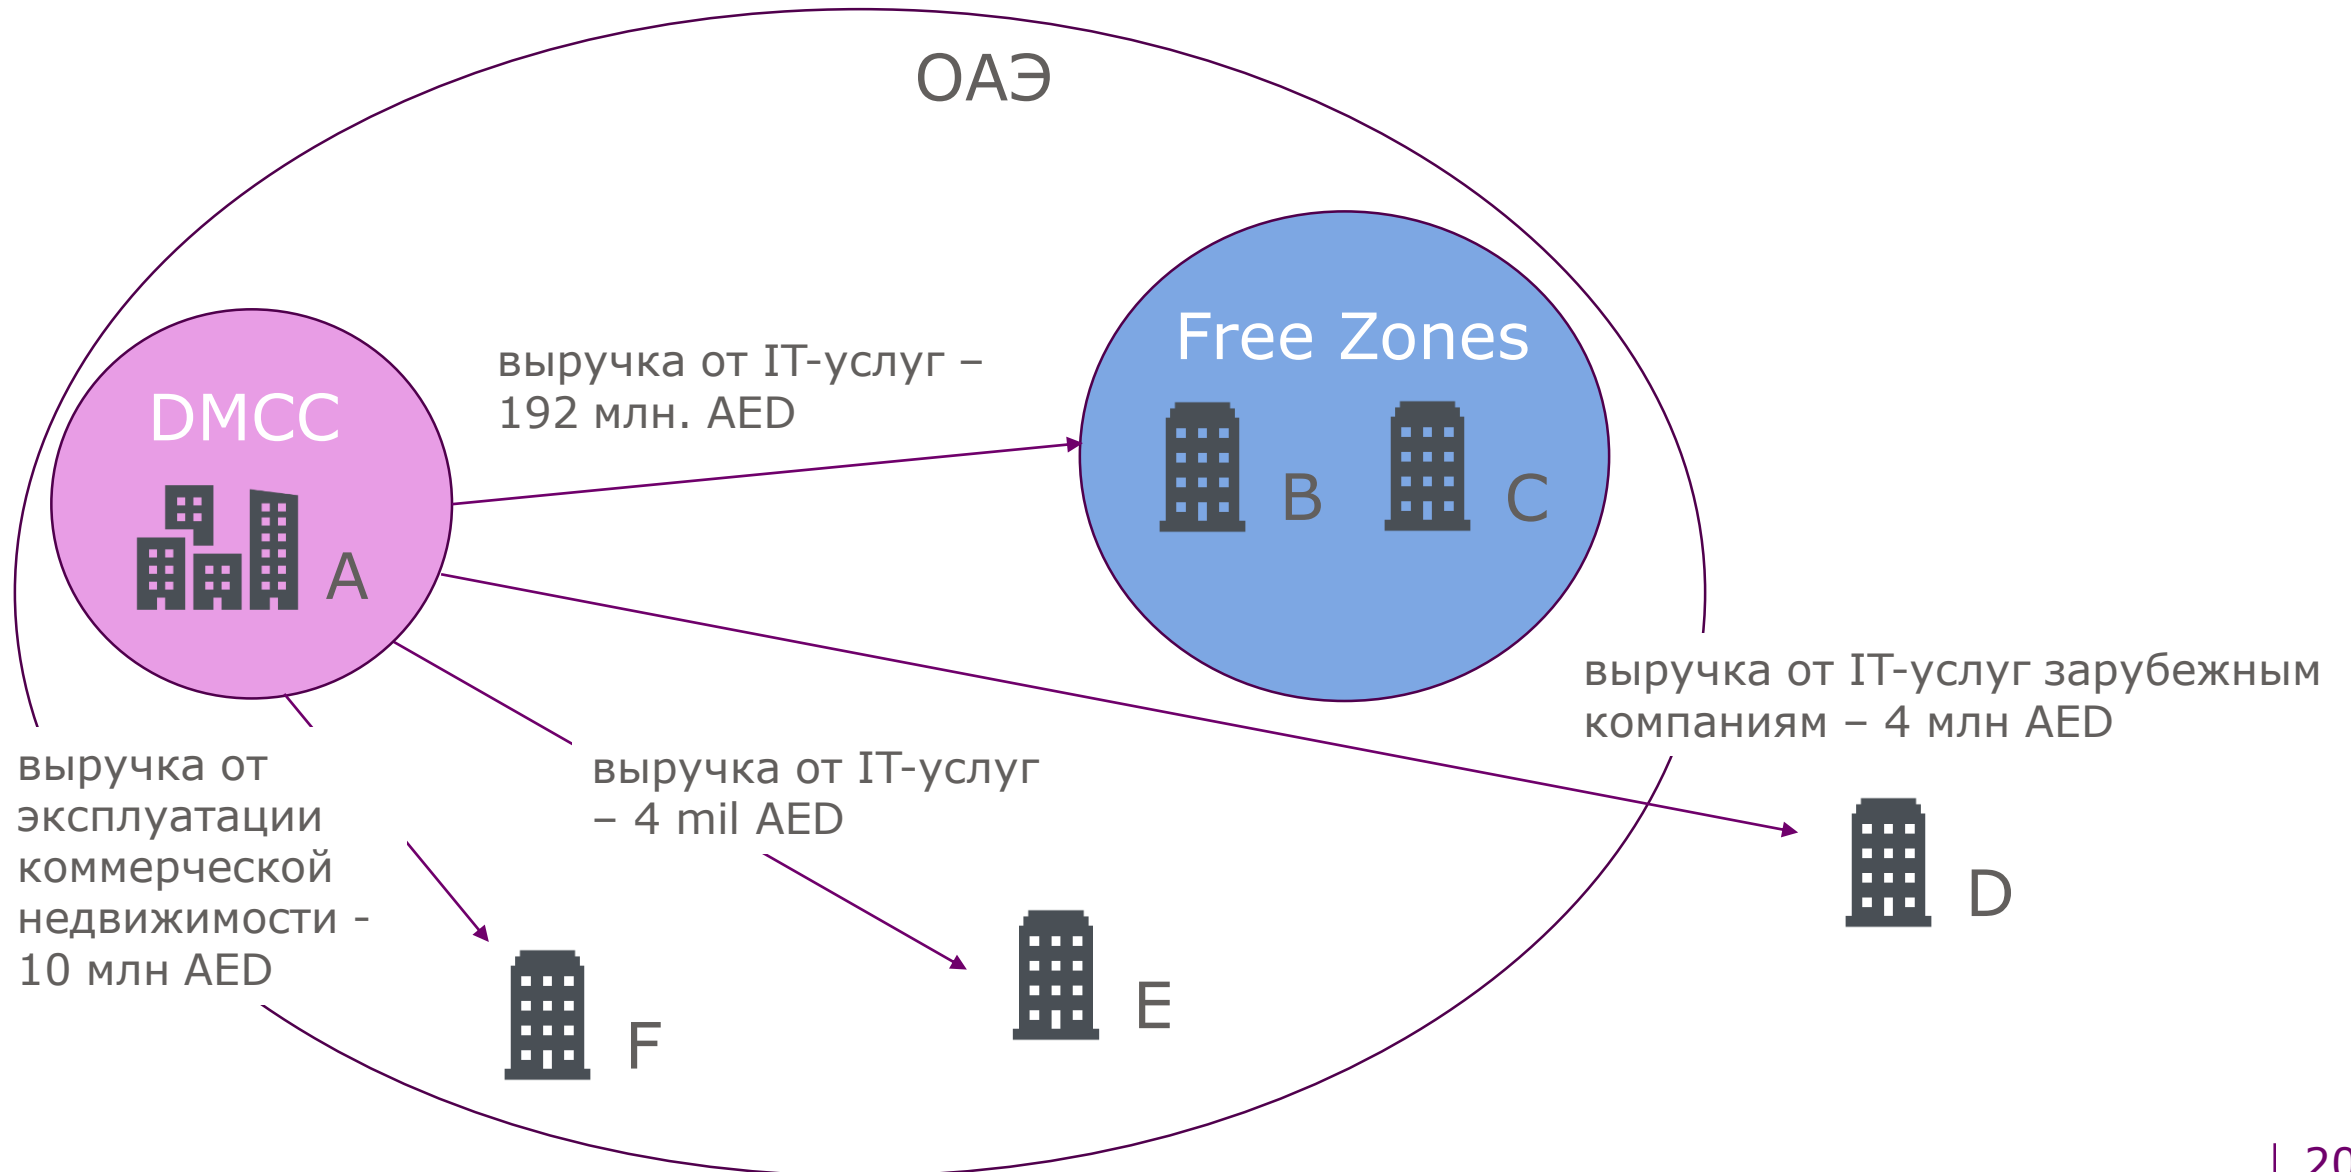 ОАЭ
Free Zones
DMCC
A
B
C
выручка от IT-услуг –
192 млн. AED
выручка от IT-услуг зарубежным
компаниям – 4 млн AED
D
выручка от IT-услуг
– 4 mil AED
E
выручка от
эксплуатации
коммерческой
недвижимости -
10 млн AED
F
20